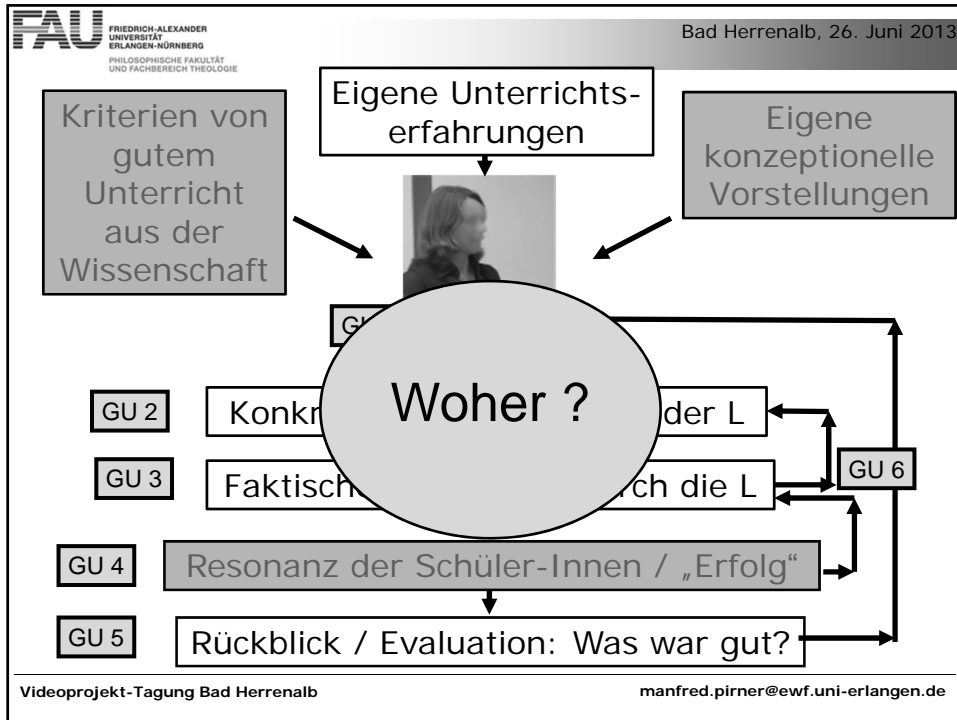 FAU
FRIEDRICH-ALEXANDER
UNIVERSITÄT
ERLANGEN-NÜRNBERG
PHILOSOPHISCHE FAKULTÄT
UND FACHBEREICH THEOLOGIE
Bad Herrenalb, 26. Juni 2013
Kriterien von
gutem
Unterricht
aus der
Wissenschaft
Eigene Unterrichts-
erfahrungen
Eigene
konzeptionelle
Vorstellungen
Woher ?
GU 2
der L
GU 3
rch die L
GU 6
GU 4
Resonanz der Schüler-Innen / „Erfolg“
GU 5
Rückblick / Evaluation: Was war gut?
Videoprojekt-Tagung Bad Herrenalb
manfred.pirner@ewf.uni-erlangen.de